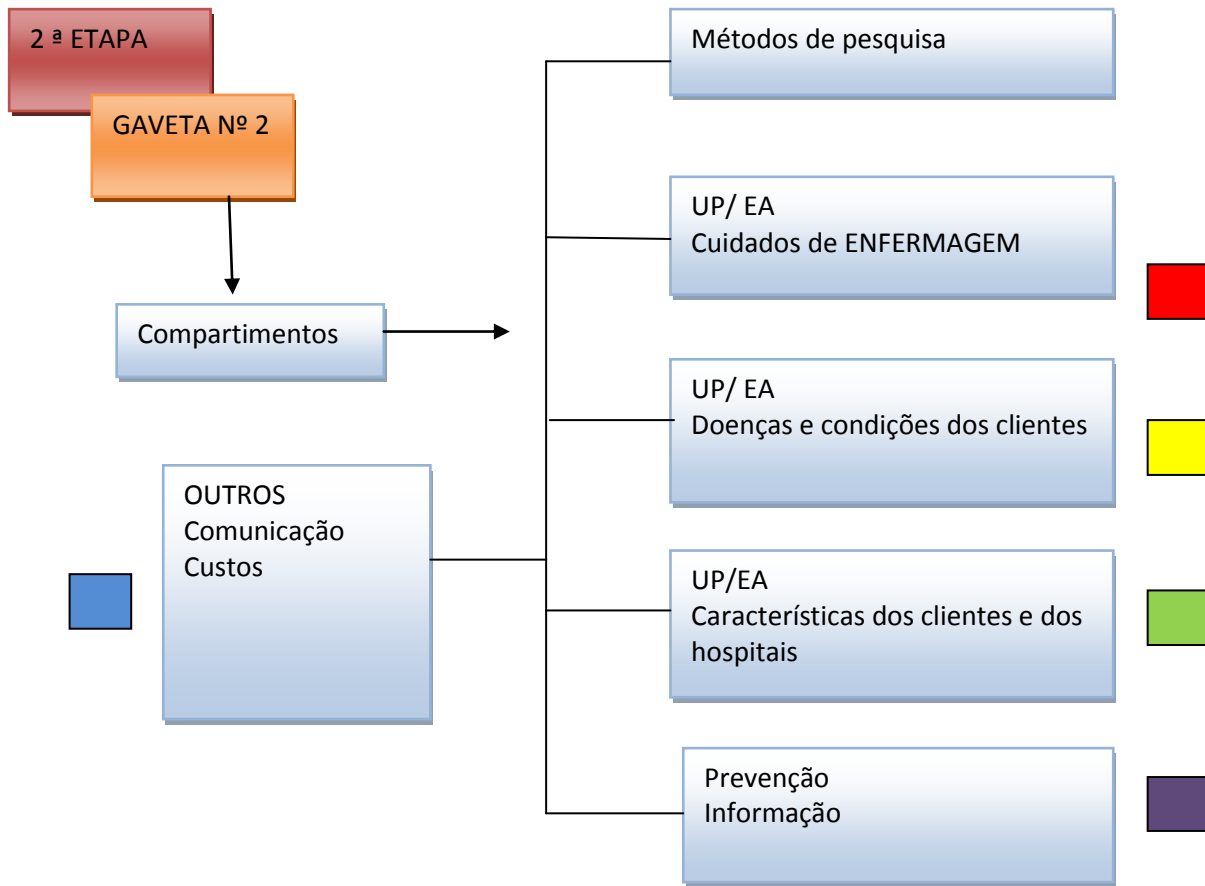 2 ª ETAPA
GAVETA Nº 2
Compartimentos
OUTROS
Comunicação
Custos
Métodos de pesquisa
UP/ EA
Cuidados de ENFERMAGEM
UP/ EA
Doenças e condições dos clientes
UP/EA
Características dos clientes e dos
hospitais
Prevenção
Informação